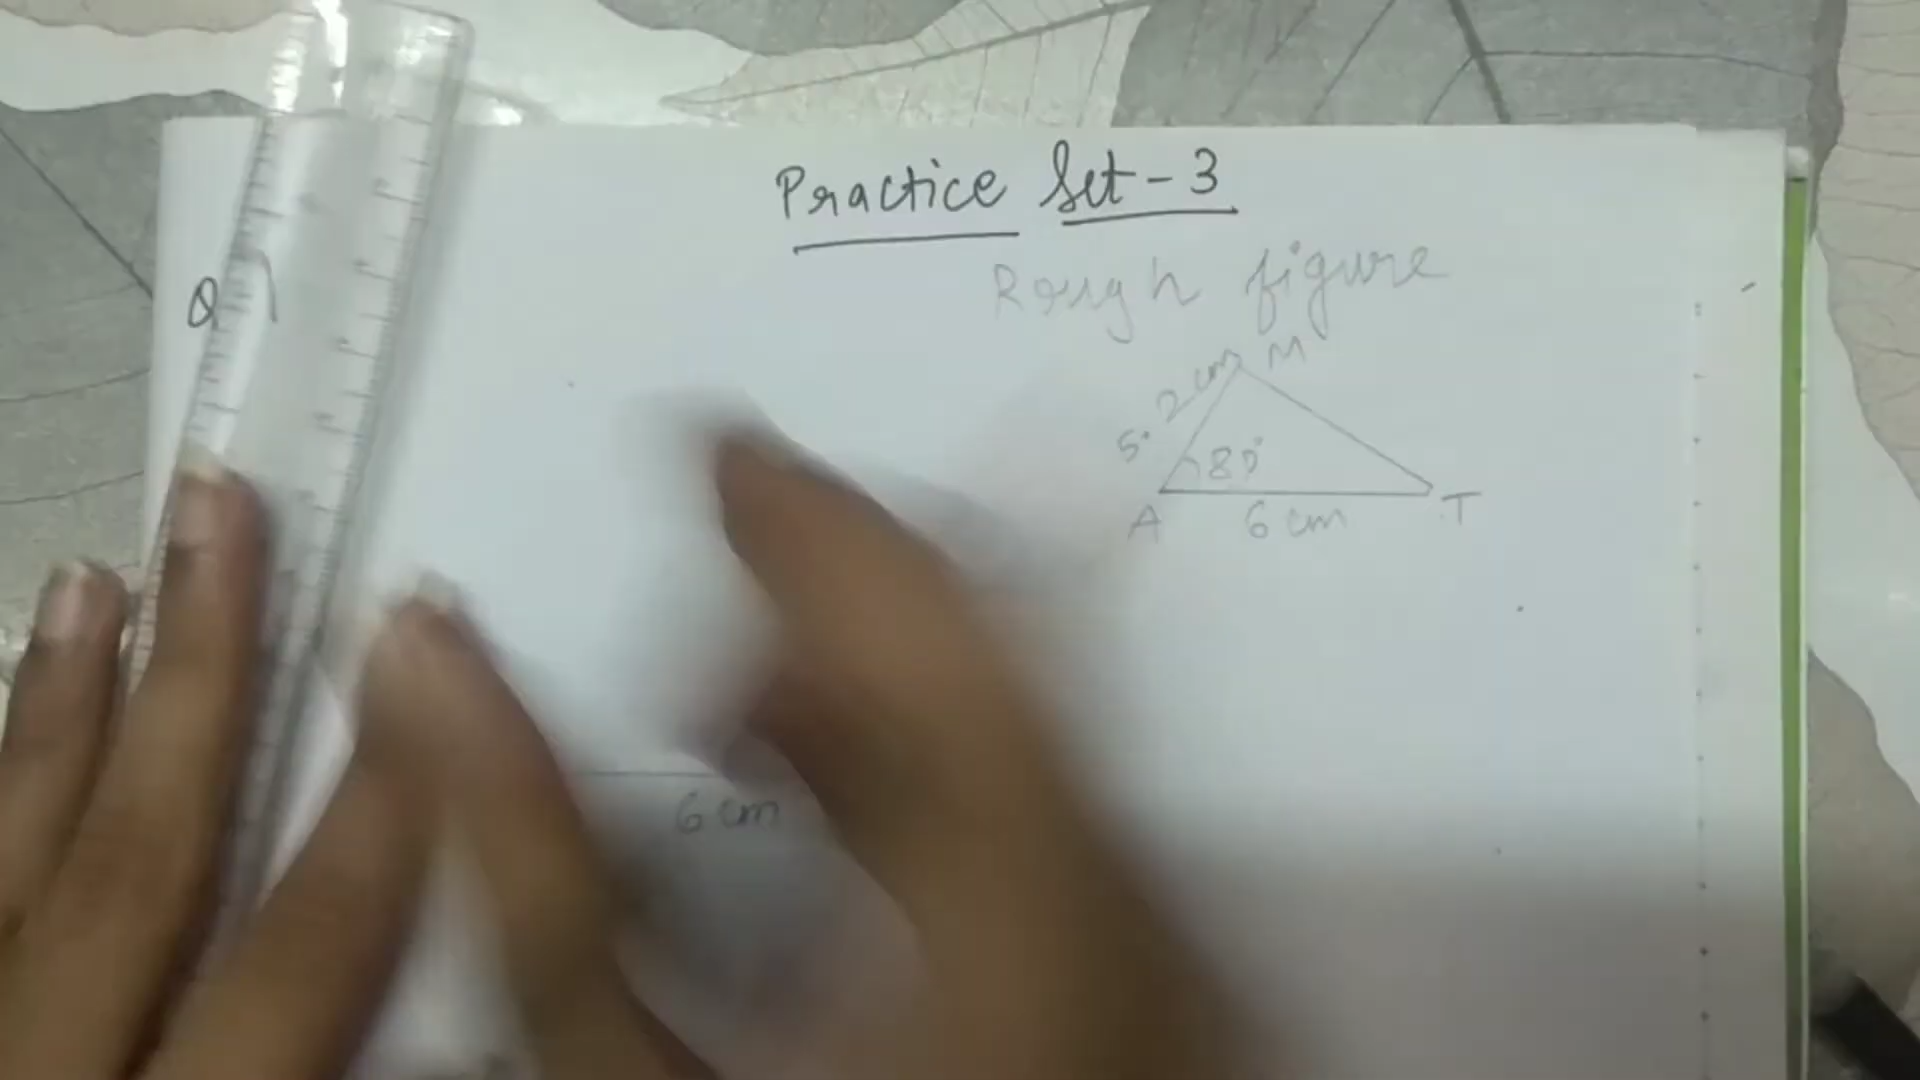 Practice Set - 3
Q
Rough figure
M
5.2 cm
80°
A 6 cm T
6 cm